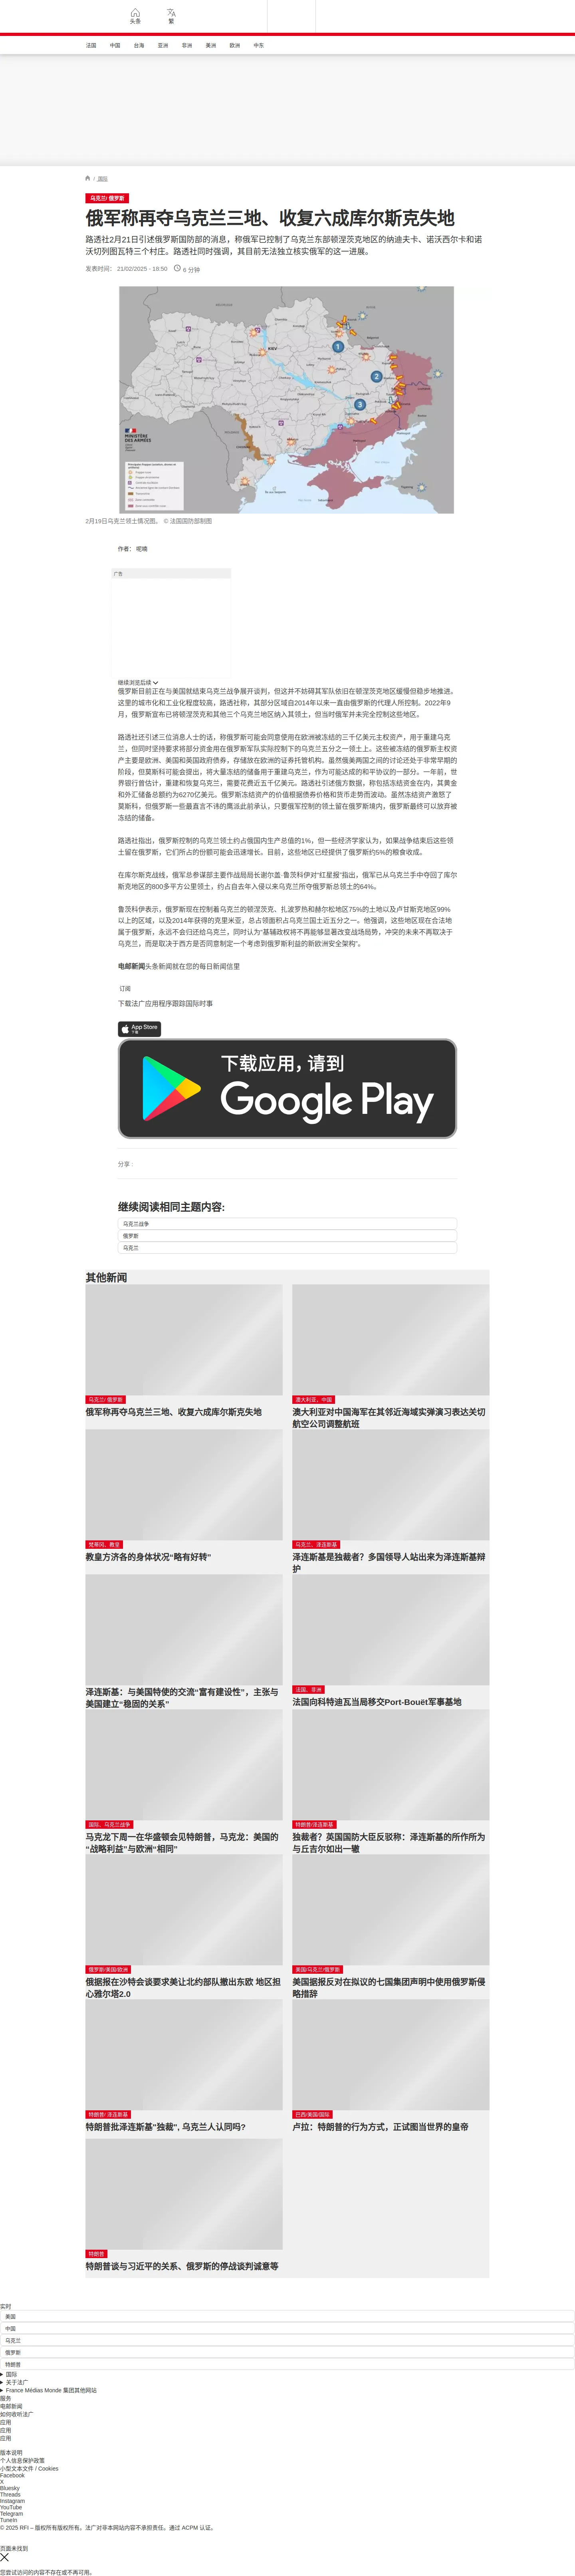 头条
繁
法国 中国 台海 亚洲 非洲 美洲 欧洲 中东
/ 国际
乌克兰/ 俄罗斯
俄军称再夺乌克兰三地、收复六成库尔斯克失地
路透社2月21日引述俄罗斯国防部的消息，称俄军已控制了乌克兰东部顿涅茨克地区的纳迪夫卡、诺沃西尔卡和诺
沃切列图瓦特三个村庄。路透社同时强调，其目前无法独立核实俄军的这一进展。
发表时间： 21/02/2025 - 18:50 6 分钟
KYIV
1
2
3
MINISTÈRE
DES ARMÉES
2月19日乌克兰领士情况图。 © 法国国防部制图
作者： 呢喃
广告
继续浏览后续
俄罗斯目前正在与美国就结束乌克兰战争展开谈判，但这并不妨碍其军队依旧在顿涅茨克地区缓慢但稳步地推进。
这里的城市化和工业化程度较高，路透社称，其部分区域自2014年以来一直由俄罗斯的代理人所控制。2022年9
月，俄罗斯宣布已将顿涅茨克和其他三个乌克兰地区纳入其领土，但当时俄军并未完全控制这些地区。
路透社还引述三位消息人士的话，称俄罗斯可能会同意使用在欧洲被冻结的三千亿美元主权资产，用于重建乌克
兰，但同时坚持要求将部分资金用在俄罗斯军队实际控制下的乌克兰五分之一领土上。这些被冻结的俄罗斯主权资
产主要是欧洲、美国和英国政府债券，存储放在欧洲的证券托管机构。虽然俄美两国之间的讨论还处于非常早期的
阶段，但莫斯科可能会提出，将大量冻结的储备用于重建乌克兰，作为可能达成的和平协议的一部分。一年前，世
界银行曾估计，重建和恢复乌克兰，需要花费近五千亿美元。路透社引述俄方数据，称包括冻结资金在内，其黄金
和外汇储备总额约为6270亿美元。俄罗斯冻结资产的价值根据债券价格和货币走势而波动。虽然冻结资产激怒了
莫斯科，但俄罗斯一些最直言不讳的鹰派此前承认，只要俄军控制的领土留在俄罗斯境内，俄罗斯最终可以放弃被
冻结的储备。
路透社指出，俄罗斯控制的乌克兰领土约占俄国内生产总值的1%，但一些经济学家认为，如果战争结束后这些领
土留在俄罗斯，它们所占的份额可能会迅速增长。目前，这些地区已经提供了俄罗斯约5%的粮食收成。
在库尔斯克战线，俄军总参谋部主要作战局局长谢尔盖·鲁茨科伊对“红星报”指出，俄军已从乌克兰手中夺回了库尔
斯克地区的800多平方公里领土，约占自去年入侵以来乌克兰所夺俄罗斯总领土的64%。
鲁茨科伊表示，俄罗斯现在控制着乌克兰的顿涅茨克、扎波罗热和赫尔松地区75%的土地以及卢甘斯克地区99%
以上的区域，以及2014年获得的克里米亚，总占领面积占乌克兰国土近五分之一。他强调，这些地区现在合法地
属于俄罗斯，永远不会归还给乌克兰，同时认为“基辅政权将不再能够显著改变战场局势，冲突的未来不再取决于
乌克兰，而是取决于西方是否同意制定一个考虑到俄罗斯利益的新欧洲安全架构”。
电邮新闻头条新闻就在您的每日新闻信里
订阅
下载法广应用程序跟踪国际时事
App Store
下载
下载应用，请到
Google Play
分享 :
继续阅读相同主题内容:
乌克兰战争
俄罗斯
乌克兰
其他新闻
乌克兰/ 俄罗斯
俄军称再夺乌克兰三地、收复六成库尔斯克失地
澳大利亚、中国
澳大利亚对中国海军在其邻近海域实弹演习表达关切
航空公司调整航班
梵蒂冈、教皇
教皇方济各的身体状况“略有好转”
乌克兰、泽连斯基
泽连斯基是独裁者？多国领导人站出来为泽连斯基辩
护
泽连斯基：与美国特使的交流“富有建设性”，主张与
美国建立“稳固的关系”
法国、非洲
法国向科特迪瓦当局移交Port-Bouët军事基地
国际、乌克兰战争
马克龙下周一在华盛顿会见特朗普，马克龙：美国的
“战略利益”与欧洲“相同”
特朗普/泽连斯基
独裁者？英国国防大臣反驳称：泽连斯基的所作所为
与丘吉尔如出一辙
俄罗斯/美国/欧洲
俄据报在沙特会谈要求美让北约部队撤出东欧 地区担
心雅尔塔2.0
美国/乌克兰/俄罗斯
美国据报反对在拟议的七国集团声明中使用俄罗斯侵
略措辞
特朗普/ 泽连斯基
特朗普批泽连斯基"独裁", 乌克兰人认同吗?
巴西/美国/国际
卢拉：特朗普的行为方式，正试图当世界的皇帝
特朗普
特朗普谈与习近平的关系、俄罗斯的停战谈判诚意等
实时
美国
中国
乌克兰
俄罗斯
特朗普
国际
关于法广
France Médias Monde 集团其他网站
服务
电邮新闻
如何收听法广
应用
应用
应用
版本说明
个人信息保护政策
小型文本文件 / Cookies
Facebook
X
Bluesky
Threads
Instagram
YouTube
Telegram
TuneIn
© 2025 RFI – 版权所有版权所有。法广对非本网站内容不承担责任。通过 ACPM 认证。
页面未找到
您尝试访问的内容不存在或不再可用。